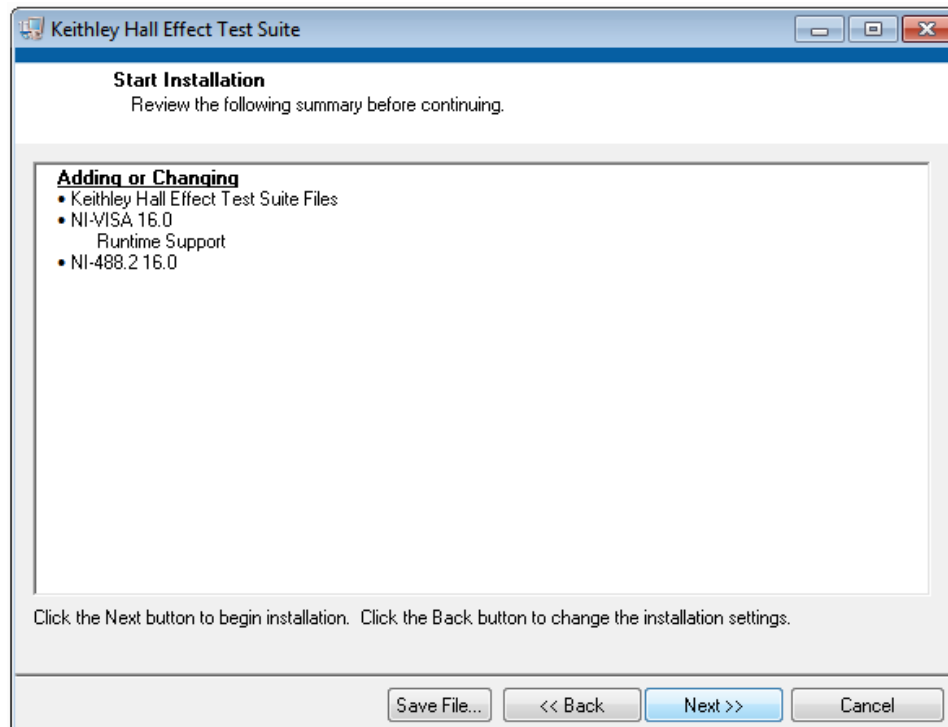 Keithley Hall Effect Test Suite
Start Installation
Review the following summary before continuing.
Adding or Changing
• Keithley Hall Effect Test Suite Files
• NI-VISA 16.0
Runtime Support
• NI-488.2 16.0
Click the Next button to begin installation. Click the Back button to change the installation settings.
Save File... << Back Next >> Cancel